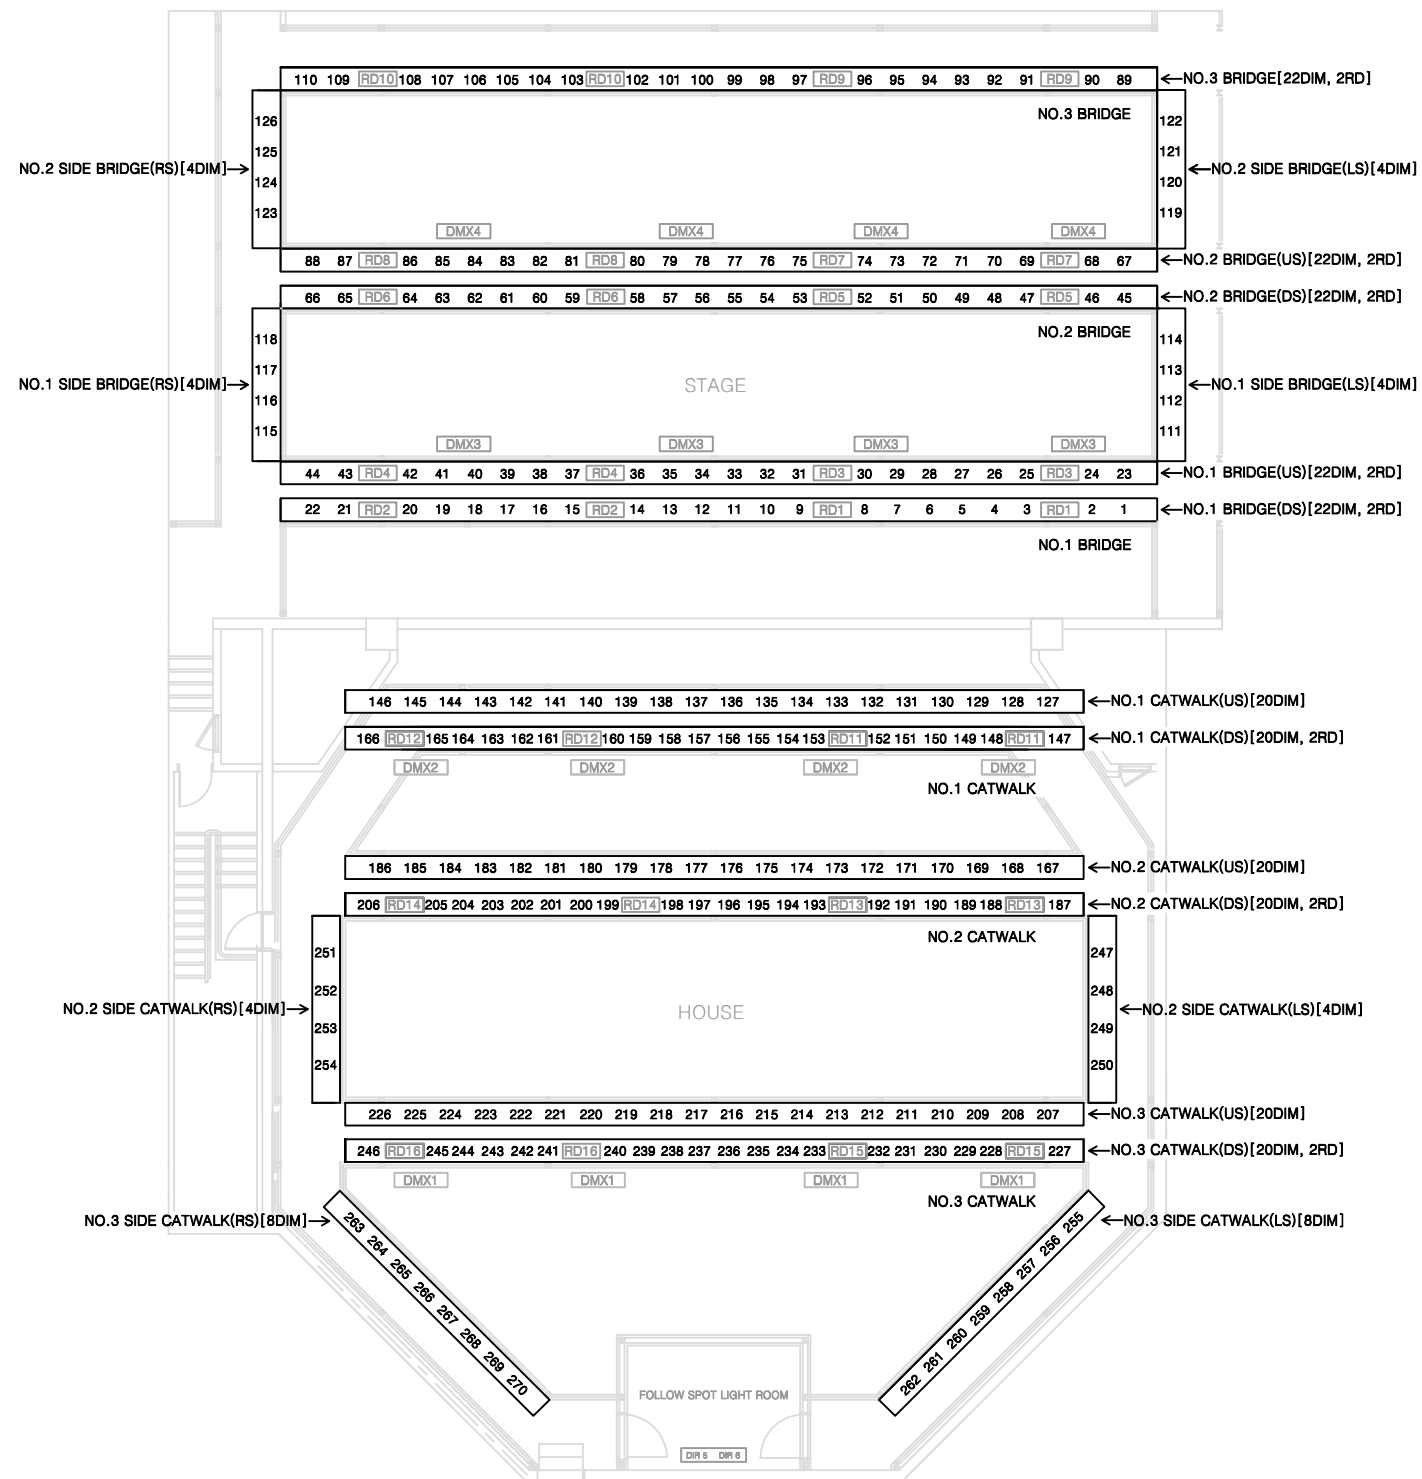 110 109 RD10 108 107 106 105 104 103 RD10 102 101 100 99 98 97 RD9 96 95 94 93 92 91 RD9 90 89 NO.3 BRIDGE[22DIM, 2RD]
NO.3 BRIDGE
126 122
125 121
NO.2 SIDE BRIDGE(RS)[4DIM] NO.2 SIDE BRIDGE(LS)[4DIM]
124 120
123 119
DMX4 DMX4 DMX4 DMX4
88 87 RD8 86 85 84 83 82 81 RD8 80 79 78 77 76 75 RD7 74 73 72 71 70 69 RD7 68 67 NO.2 BRIDGE(US)[22DIM, 2RD]
66 65 RD6 64 63 62 61 60 59 RD6 58 57 56 55 54 53 RD5 52 51 50 49 48 47 RD5 46 45 NO.2 BRIDGE(DS)[22DIM, 2RD]
NO.2 BRIDGE
118 114
117 113
NO.1 SIDE BRIDGE(RS)[4DIM] STAGE NO.1 SIDE BRIDGE(LS)[4DIM]
116 112
115 111
DMX3 DMX3 DMX3 DMX3
44 43 RD4 42 41 40 39 38 37 RD4 36 35 34 33 32 31 RD3 30 29 28 27 26 25 RD3 24 23 NO.1 BRIDGE(US)[22DIM, 2RD]
22 21 RD2 20 19 18 17 16 15 RD2 14 13 12 11 10 9 RD1 8 7 6 5 4 3 RD1 2 1 NO.1 BRIDGE(DS)[22DIM, 2RD]
NO.1 BRIDGE
146 145 144 143 142 141 140 139 138 137 136 135 134 133 132 131 130 129 128 127 NO.1 CATWALK(US)[20DIM]
166 RD12 165 164 163 162 161 RD12 160 159 158 157 156 155 154 153 RD11 152 151 150 149 148 RD11 147 NO.1 CATWALK(DS)[20DIM, 2RD]
DMX2 DMX2 DMX2 DMX2
NO.1 CATWALK
186 185 184 183 182 181 180 179 178 177 176 175 174 173 172 171 170 169 168 167 NO.2 CATWALK(US)[20DIM]
206 RD14 205 204 203 202 201 200 199 RD14 198 197 196 195 194 193 RD13 192 191 190 189 188 RD13 187 NO.2 CATWALK(DS)[20DIM, 2RD]
NO.2 CATWALK
251 247
252 248
NO.2 SIDE CATWALK(RS)[4DIM] HOUSE NO.2 SIDE CATWALK(LS)[4DIM]
253 249
254 250
226 225 224 223 222 221 220 219 218 217 216 215 214 213 212 211 210 209 208 207 NO.3 CATWALK(US)[20DIM]
246 RD16 245 244 243 242 241 RD16 240 239 238 237 236 235 234 233 RD15 232 231 230 229 228 RD15 227 NO.3 CATWALK(DS)[20DIM, 2RD]
DMX1 DMX1 DMX1 DMX1
NO.3 CATWALK
NO.3 SIDE CATWALK(RS)[8DIM] NO.3 SIDE CATWALK(LS)[8DIM]
263 264 265 266 267 268 269 270
255 256 257 258 259 260 261 262
FOLLOW SPOT LIGHT ROOM
DIR 5 DIR 6